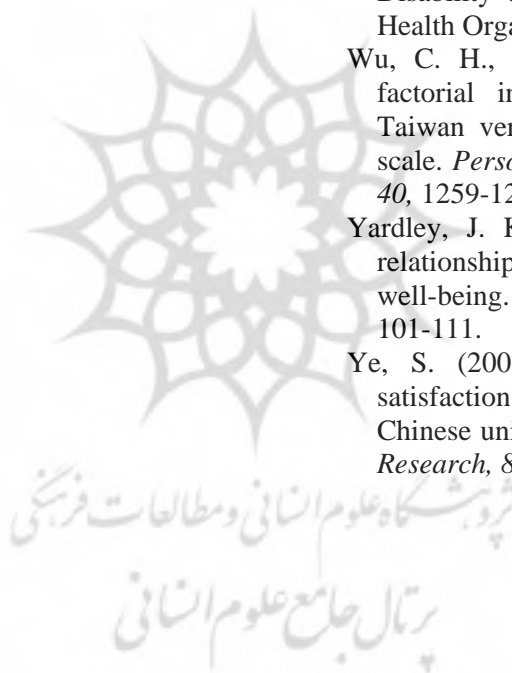 Disability
Health Orga
Wu, C. H.,
factorial in
Taiwan ver
scale. Perso
40, 1259-12
Yardley, J. K
relationship
well-being.
101-111.
Ye, S. (200
satisfaction
Chinese uni
Research, 8
پژوهشگاه علوم انسانی و مطالعات فرهنگی
پرتال جامع علوم انسانی